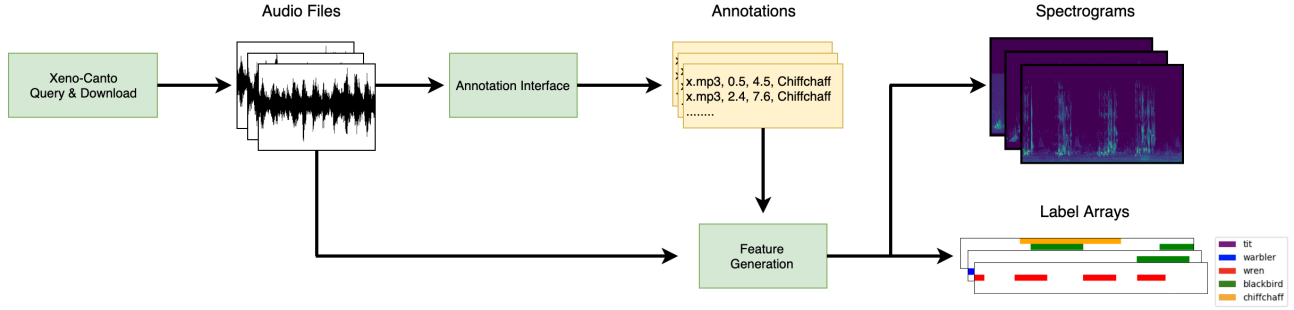 Audio Files
Annotations
Spectrograms
Xeno-Canto
Query & Download
Annotation Interface
x.mp3, 0.5, 4.5, Chiffchaff
x.mp3, 2.4, 7.6, Chiffchaff
........
Feature
Generation
Label Arrays
tit
warbler
wren
blackbird
chiffchaff